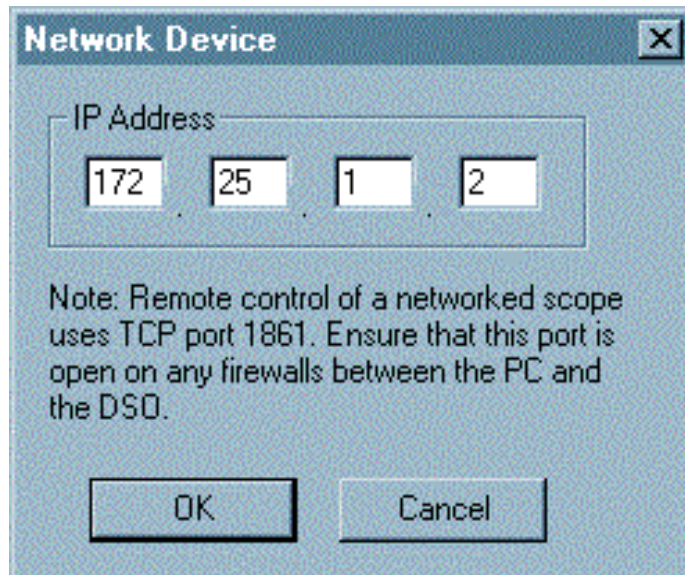 Network Device
IP Address
172 . 25 . 1 . 2
Note: Remote control of a networked scope
uses TCP port 1861. Ensure that this port is
open on any firewalls between the PC and
the DSO.
OK Cancel